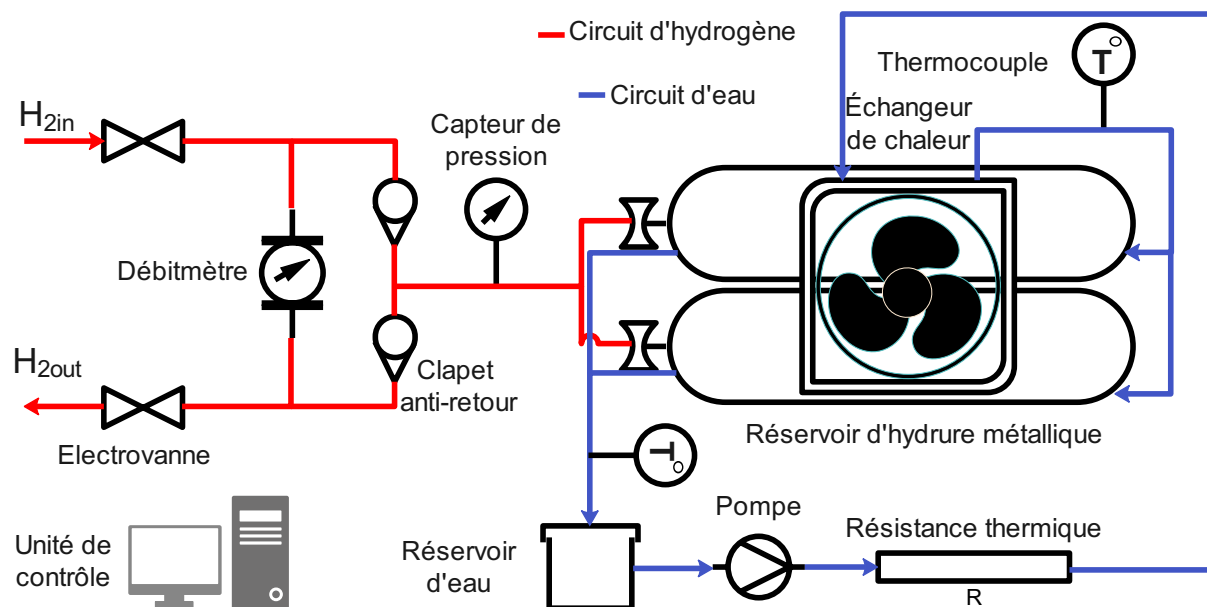 Circuit d'hydrogène
Circuit d'eau
Thermocouple
T°
Échangeur
de chaleur
H2in
Capteur de
pression
Débitmètre
H2out
Clapet
anti-retour
Electrovanne
Réservoir d'hydrure métallique
T°
Unité de
contrôle
Réservoir
d'eau
Pompe
Résistance thermique
R